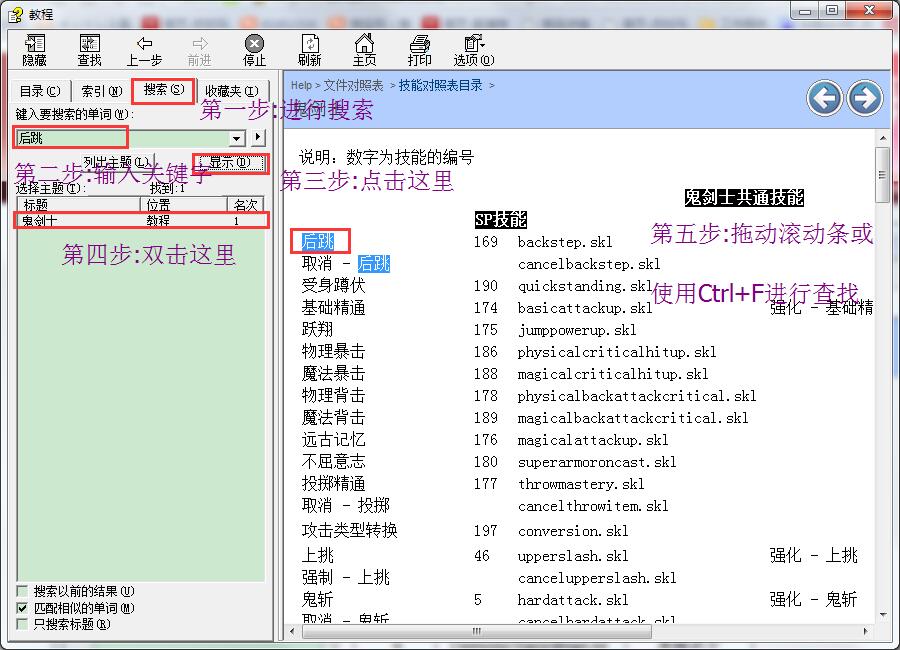 教程
隐藏 查找 上一步 前进 停止 刷新 主页 打印 选项(O)
目录(C) 索引(N) 搜索(S) 收藏夹(I)
键入要搜索的单词(W):
后跳
列出主题(L) 显示(D)
选择主题(T): 找到:1
标题 位置 名次
鬼剑士 教程 1
搜索以前的结果(U)
匹配相似的单词(M)
只搜索标题(R)
第一步:进行搜索
第二步:输入关键字
第三步:点击这里
第四步:双击这里
第五步:拖动滚动条或
使用Ctrl+F进行查找
Help > 文件对照表 > 技能对照表目录 >
说明: 数字为技能的编号
鬼剑士共通技能
SP技能
后跳 169 backstep.skl
取消 - 后跳 cancelbackstep.skl
受身蹲伏 190 quickstanding.skl
基础精通 174 basicattackup.skl 强化 - 基础精
跃翔 175 jumppowerup.skl
物理暴击 186 physicalcriticalhitup.skl
魔法暴击 188 magicalcriticalhitup.skl
物理背击 178 physicalbackattackcritical.skl
魔法背击 189 magicalbackattackcritical.skl
远古记忆 176 magicalattackup.skl
不屈意志 180 superarmoroncast.skl
投掷精通 177 throwmastery.skl
取消 - 投掷 cancelthrowitem.skl
攻击类型转换 197 conversion.skl
上挑 46 upperslash.skl 强化 - 上挑
强制 - 上挑 cancelupperslash.skl
鬼斩 5 hardattack.skl 强化 - 鬼斩
取消 - 鬼斩 cancelhardattack.skl